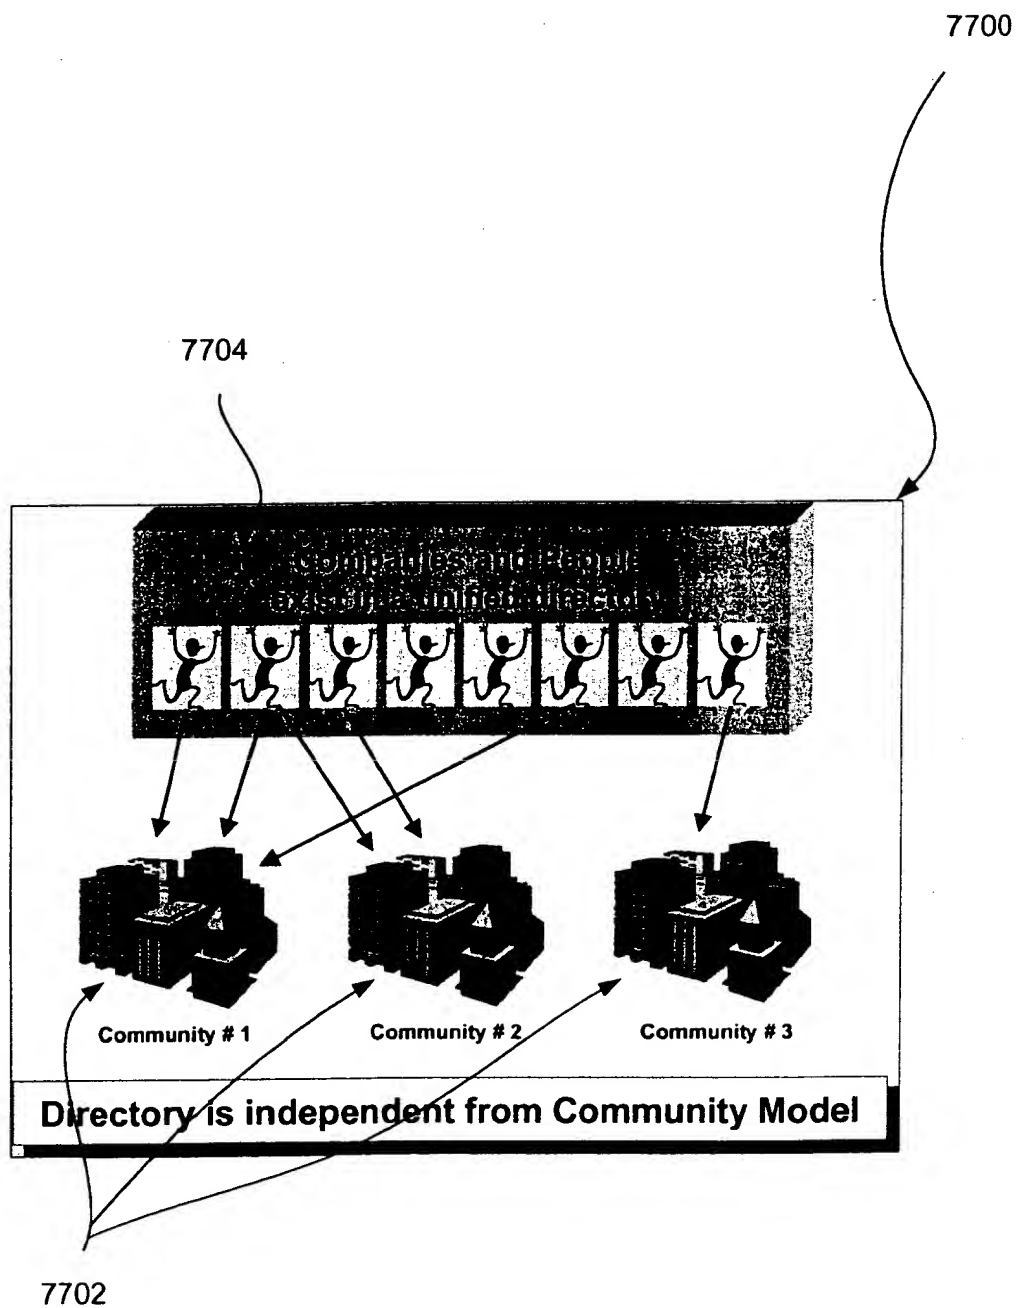 7700
7704
Companies and People
exist in a unified directory
Community # 1
Community # 2
Community # 3
Directory is independent from Community Model
7702